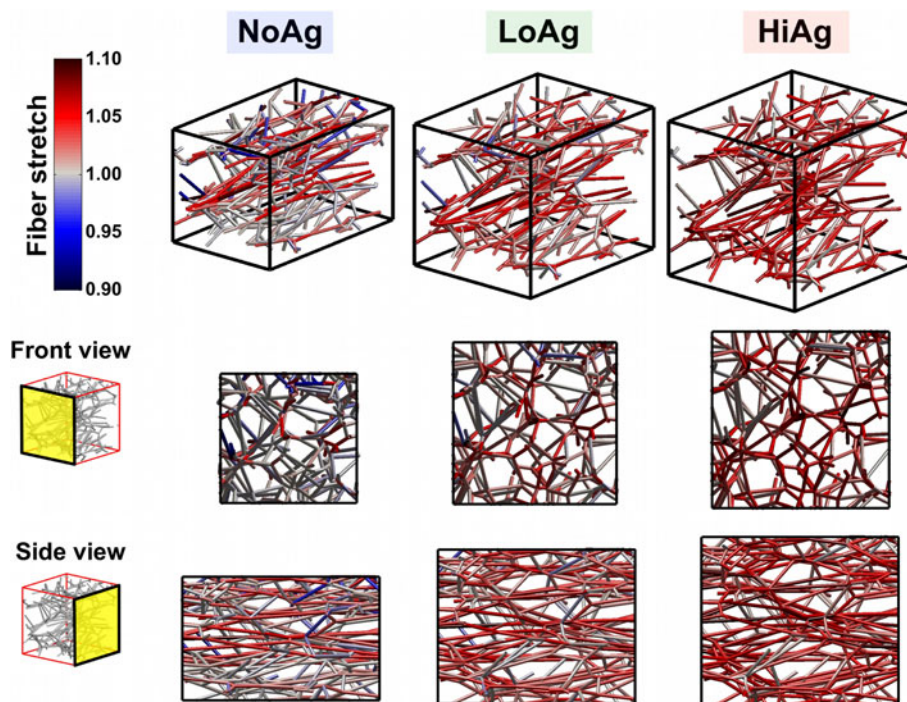 NoAg
LoAg
HiAg
Fiber stretch
1.10
1.05
1.00
0.95
0.90
Front view
Side view